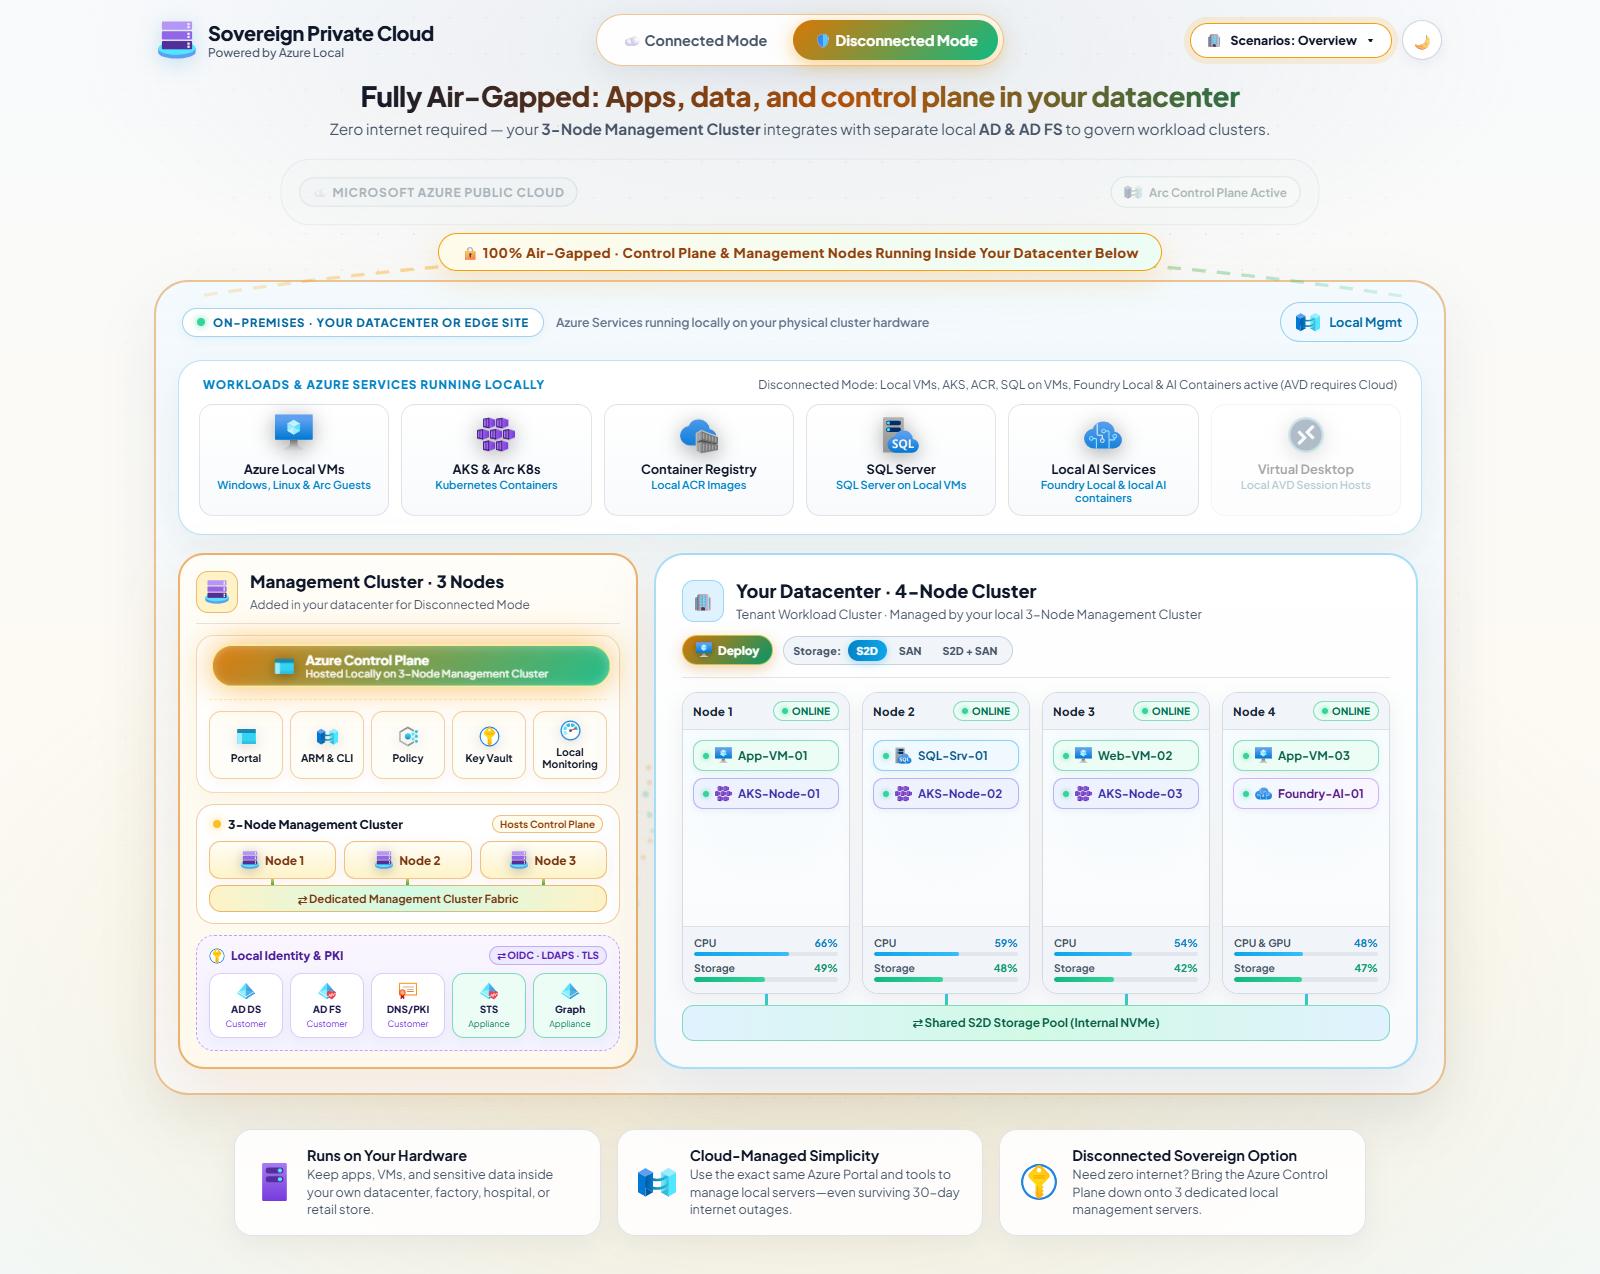 Sovereign Private Cloud
Powered by Azure Local
Connected Mode
Disconnected Mode
Scenarios: Overview
Fully Air-Gapped: Apps, data, and control plane in your datacenter
Zero internet required — your 3-Node Management Cluster integrates with separate local AD & AD FS to govern workload clusters.
MICROSOFT AZURE PUBLIC CLOUD
Arc Control Plane Active
100% Air-Gapped · Control Plane & Management Nodes Running Inside Your Datacenter Below
ON-PREMISES · YOUR DATACENTER OR EDGE SITE
Azure Services running locally on your physical cluster hardware
Local Mgmt
WORKLOADS & AZURE SERVICES RUNNING LOCALLY
Disconnected Mode: Local VMs, AKS, ACR, SQL on VMs, Foundry Local & AI Containers active (AVD requires Cloud)
Azure Local VMs
Windows, Linux & Arc Guests
AKS & Arc K8s
Kubernetes Containers
Container Registry
Local ACR Images
SQL
SQL Server
SQL Server on Local VMs
Local AI Services
Foundry Local & local AI
containers
Virtual Desktop
Local AVD Session Hosts
Management Cluster · 3 Nodes
Added in your datacenter for Disconnected Mode
Azure Control Plane
Hosted Locally on 3-Node Management Cluster
Portal
ARM & CLI
Policy
Key Vault
Local
Monitoring
3-Node Management Cluster
Hosts Control Plane
Node 1
Node 2
Node 3
⇄ Dedicated Management Cluster Fabric
Local Identity & PKI
⇄ OIDC · LDAPS · TLS
AD DS
Customer
AD FS
Customer
DNS/PKI
Customer
STS
Appliance
Graph
Appliance
Your Datacenter · 4-Node Cluster
Tenant Workload Cluster · Managed by your local 3-Node Management Cluster
Deploy
Storage:
S2D
SAN
S2D + SAN
Node 1
ONLINE
App-VM-01
AKS-Node-01
CPU
66%
Storage
49%
Node 2
ONLINE
SQL-Srv-01
AKS-Node-02
CPU
59%
Storage
48%
Node 3
ONLINE
Web-VM-02
AKS-Node-03
CPU
54%
Storage
42%
Node 4
ONLINE
App-VM-03
Foundry-AI-01
CPU & GPU
48%
Storage
47%
⇄ Shared S2D Storage Pool (Internal NVMe)
Runs on Your Hardware
Keep apps, VMs, and sensitive data inside
your own datacenter, factory, hospital, or
retail store.
Cloud-Managed Simplicity
Use the exact same Azure Portal and tools to
manage local servers—even surviving 30-day
internet outages.
Disconnected Sovereign Option
Need zero internet? Bring the Azure Control
Plane down onto 3 dedicated local
management servers.